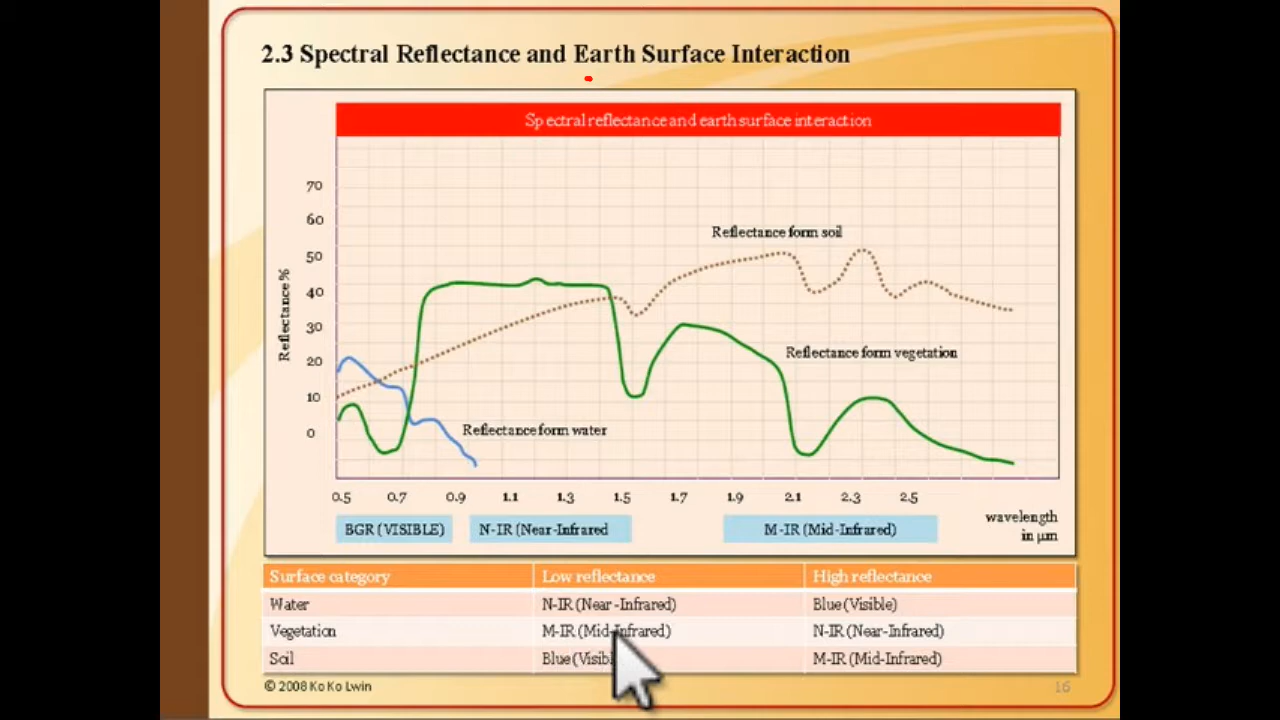 2.3 Spectral Reflectance and Earth Surface Interaction
Spectral reflectance and earth surface interaction
70
60
50
40
30
20
10
0
Reflectance %
Reflectance form soil
Reflectance form vegetation
Reflectance form water
0.5 0.7 0.9 1.1 1.3 1.5 1.7 1.9 2.1 2.3 2.5
wavelength
in µm
BGR (VISIBLE) N-IR (Near-Infrared M-IR (Mid-Infrared)
Surface category Low reflectance High reflectance
Water N-IR (Near -Infrared) Blue (Visible)
Vegetation M-IR (Mid-Infrared) N-IR (Near-Infrared)
Soil Blue M-IR (Mid-Infrared)
© 2008 Ko Ko Lwin 16